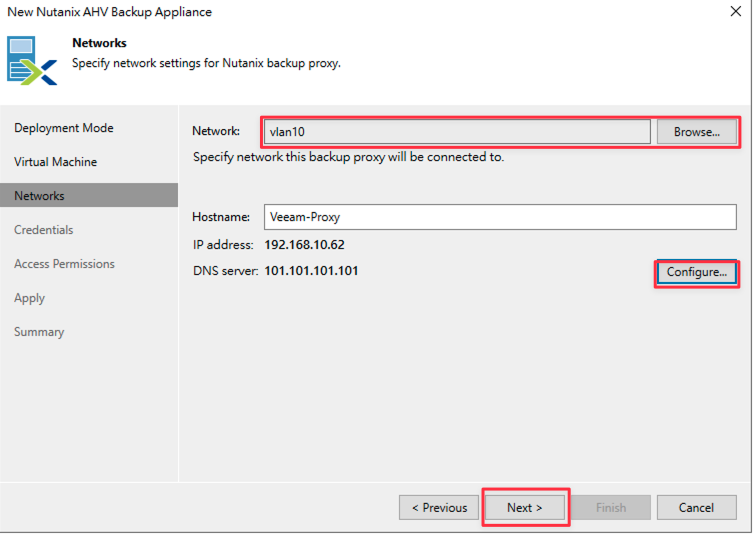 New Nutanix AHV Backup Appliance
Networks
Specify network settings for Nutanix backup proxy.
Deployment Mode
Virtual Machine
Networks
Credentials
Access Permissions
Apply
Summary
Network: vlan10 Browse...
Specify network this backup proxy will be connected to.
Hostname: Veeam-Proxy
IP address: 192.168.10.62
DNS server: 101.101.101.101 Configure...
< Previous Next > Finish Cancel